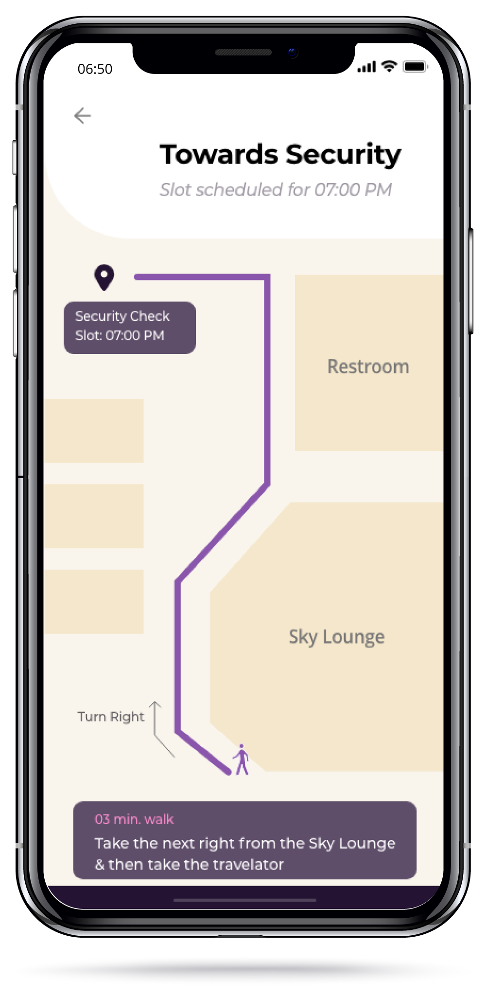 06:50
Towards Security
Slot scheduled for 07:00 PM
Security Check
Slot: 07:00 PM
Restroom
Sky Lounge
Turn Right
03 min. walk
Take the next right from the Sky Lounge
& then take the travelator